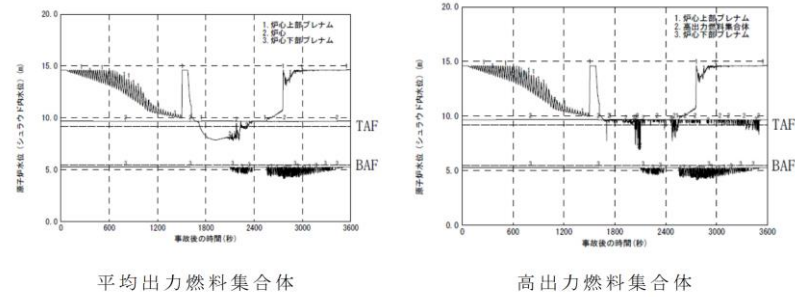 20.0
15.0
10.0
5.0
0.0
0
600
1200
1800
2400
3000
3600
原子炉水位(シュラウド内水位)(m)
事故後の時間(秒)
1. 炉心上部プレナム
2. 炉心
3. 炉心下部プレナム
TAF
BAF
平均出力燃料集合体
20.0
15.0
10.0
5.0
0.0
0
600
1200
1800
2400
3000
3600
原子炉水位(シュラウド内水位)(m)
事故後の時間(秒)
1. 炉心上部プレナム
2. 高出力燃料集合体
3. 炉心下部プレナム
TAF
BAF
高出力燃料集合体